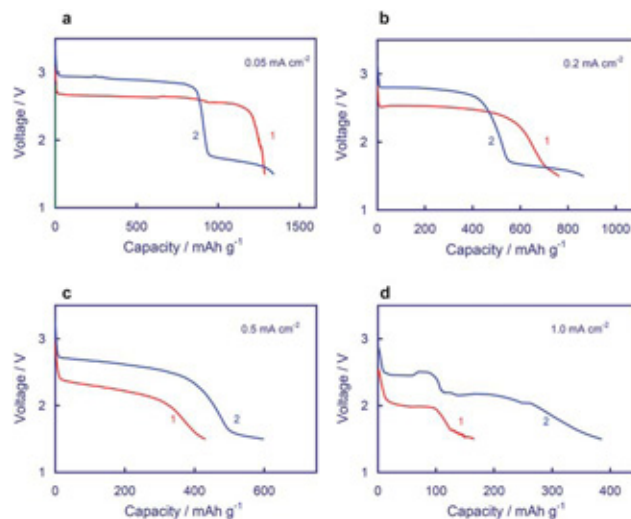 a
0.05 mA cm⁻²
3
2
1
Voltage / V
2
1
0
500
1000
1500
Capacity / mAh g⁻¹
b
0.2 mA cm⁻²
3
2
1
Voltage / V
2
1
0
200
400
600
800
1000
Capacity / mAh g⁻¹
c
0.5 mA cm⁻²
3
2
1
Voltage / V
1
2
0
200
400
600
Capacity / mAh g⁻¹
d
1.0 mA cm⁻²
3
2
1
Voltage / V
1
2
0
100
200
300
400
Capacity / mAh g⁻¹